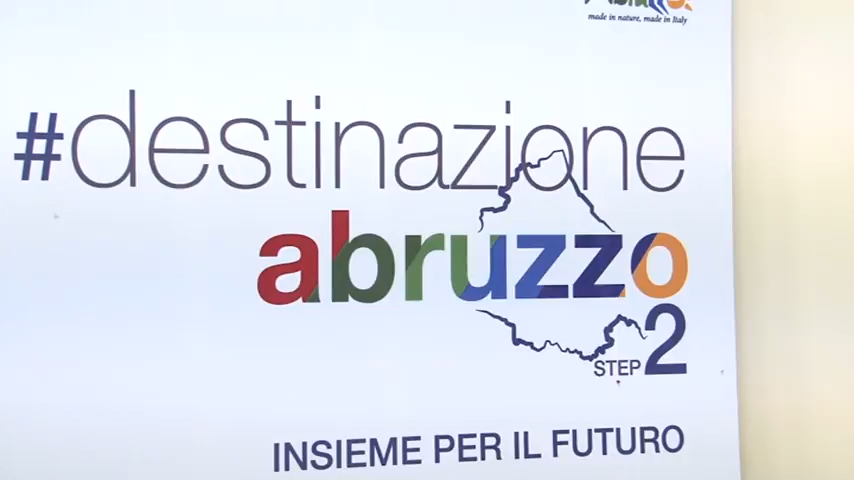 made in nature, made in Italy
#destinazione
abruzzo
STEP 2
INSIEME PER IL FUTURO